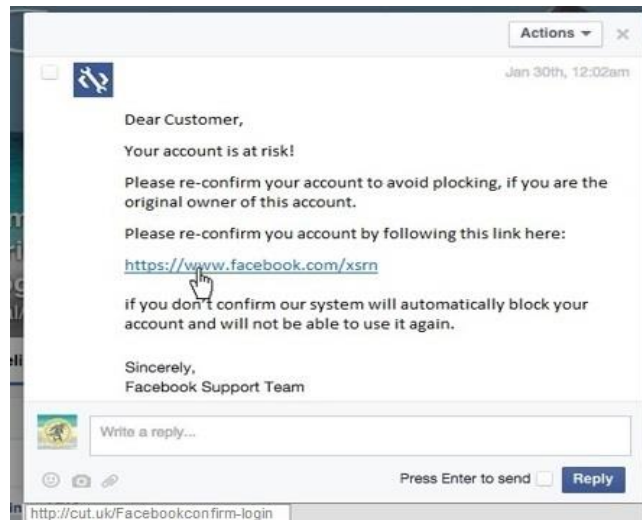 Actions
Jan 30th, 12:02am
Dear Customer,
Your account is at risk!
Please re-confirm your account to avoid plocking, if you are the
original owner of this account.
Please re-confirm you account by following this link here:
https://www.facebook.com/xsrn
if you don't confirm our system will automatically block your
account and will not be able to use it again.
Sincerely,
Facebook Support Team
Write a reply...
Press Enter to send
Reply
http://cut.uk/Facebookconfirm-login